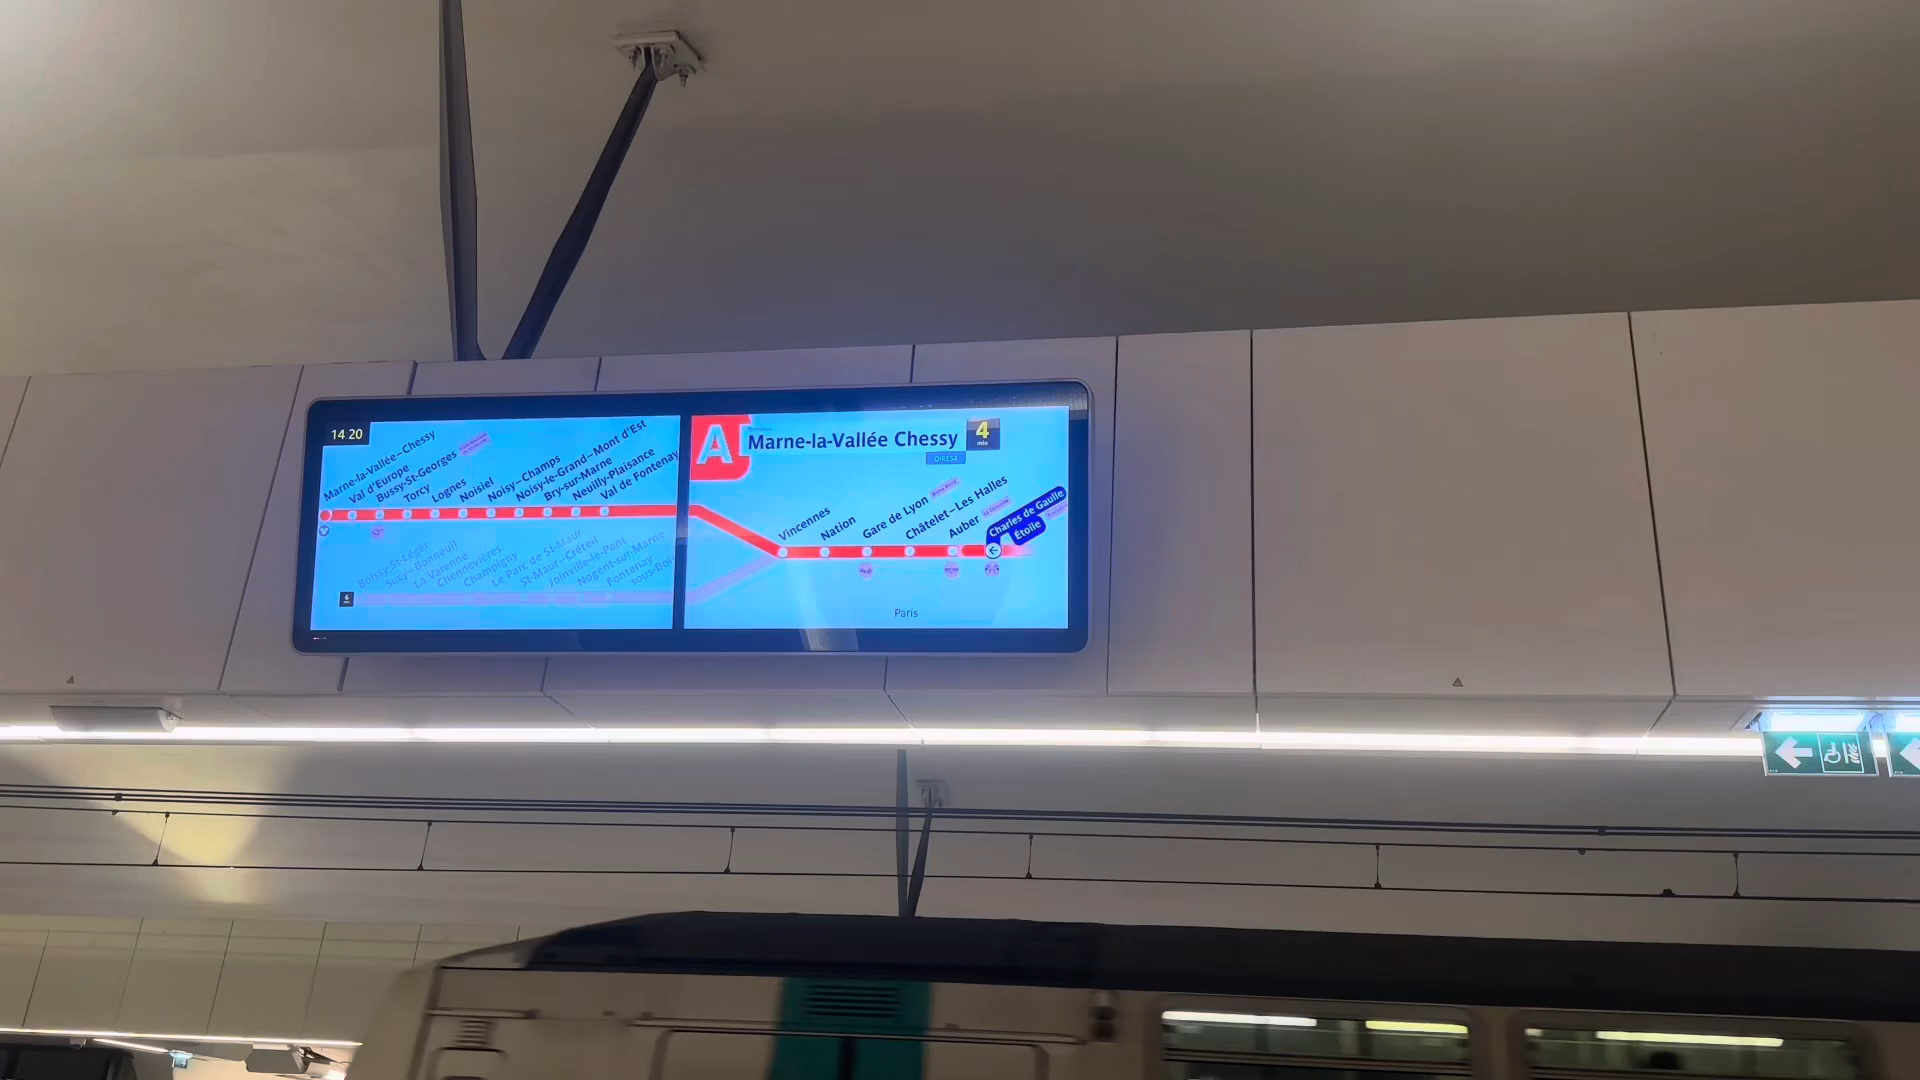 14:20
Marne-la-Vallée–Chessy
Val d'Europe
Bussy-St-Georges
Torcy
Lognes
Noisiel
Noisy–Champs
Noisy-le-Grand–Mont d'Est
Bry-sur-Marne
Neuilly-Plaisance
Val de Fontenay
Boissy-St-Léger
Sucy–Bonneuil
La Varenne
Chennevières
Champigny
Le Parc de St-Maur
St-Maur–Créteil
Joinville-le-Pont
Nogent-sur-Marne
Fontenay
sous-Bois
6
A
Marne-la-Vallée Chessy
4
min
QIRE54
Vincennes
Nation
Gare de Lyon
Châtelet–Les Halles
Auber
Charles de Gaulle
Étoile
Paris